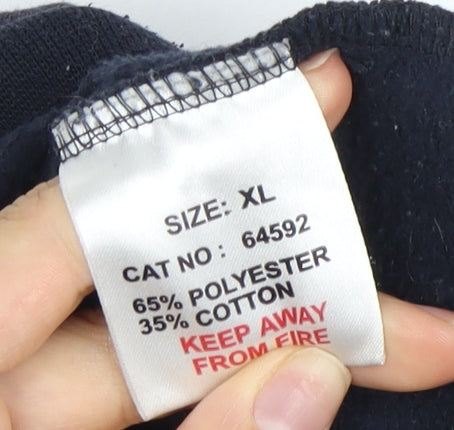 SIZE: XL
CAT NO : 64592
65% POLYESTER
35% COTTON
KEEP AWAY
FROM FIRE